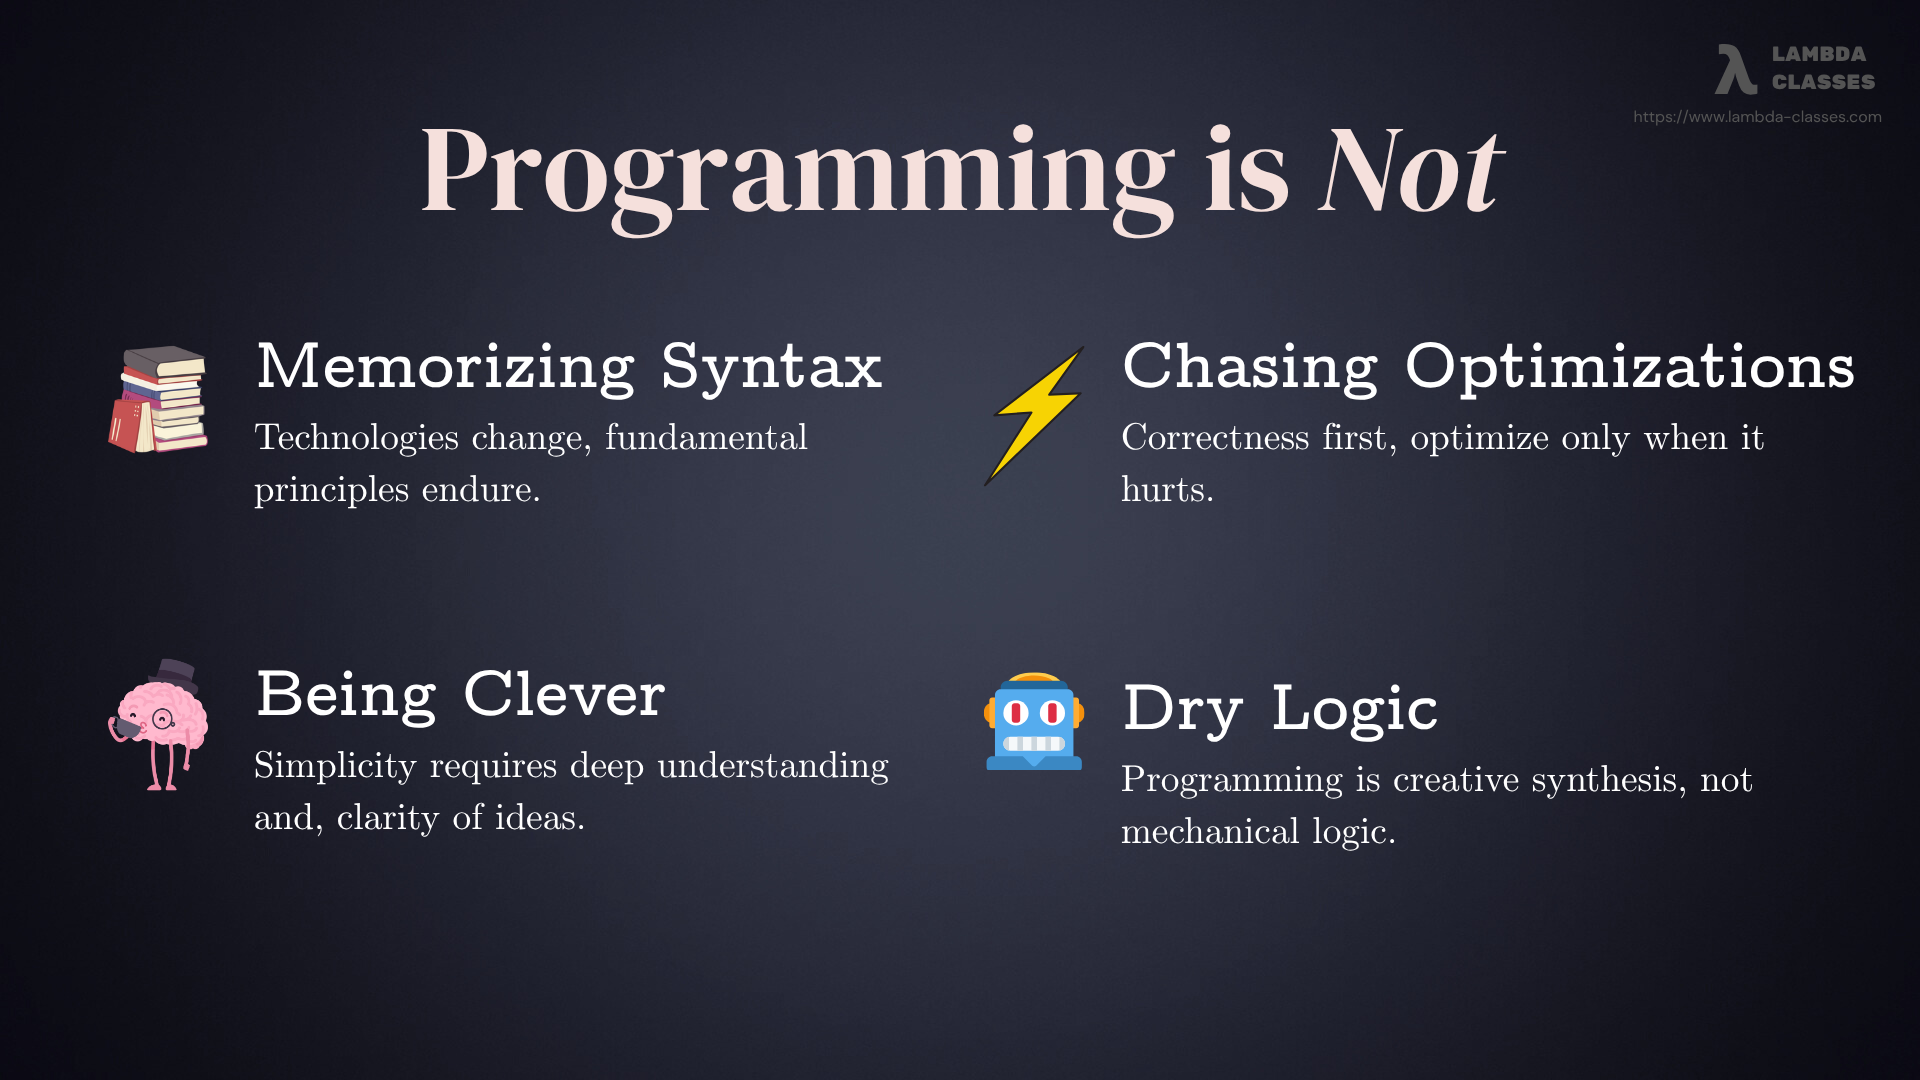 LAMBDA
CLASSES
https://www.lambda-classes.com
Programming is Not
Memorizing Syntax
Technologies change, fundamental
principles endure.
Chasing Optimizations
Correctness first, optimize only when it
hurts.
Being Clever
Simplicity requires deep understanding
and, clarity of ideas.
Dry Logic
Programming is creative synthesis, not
mechanical logic.